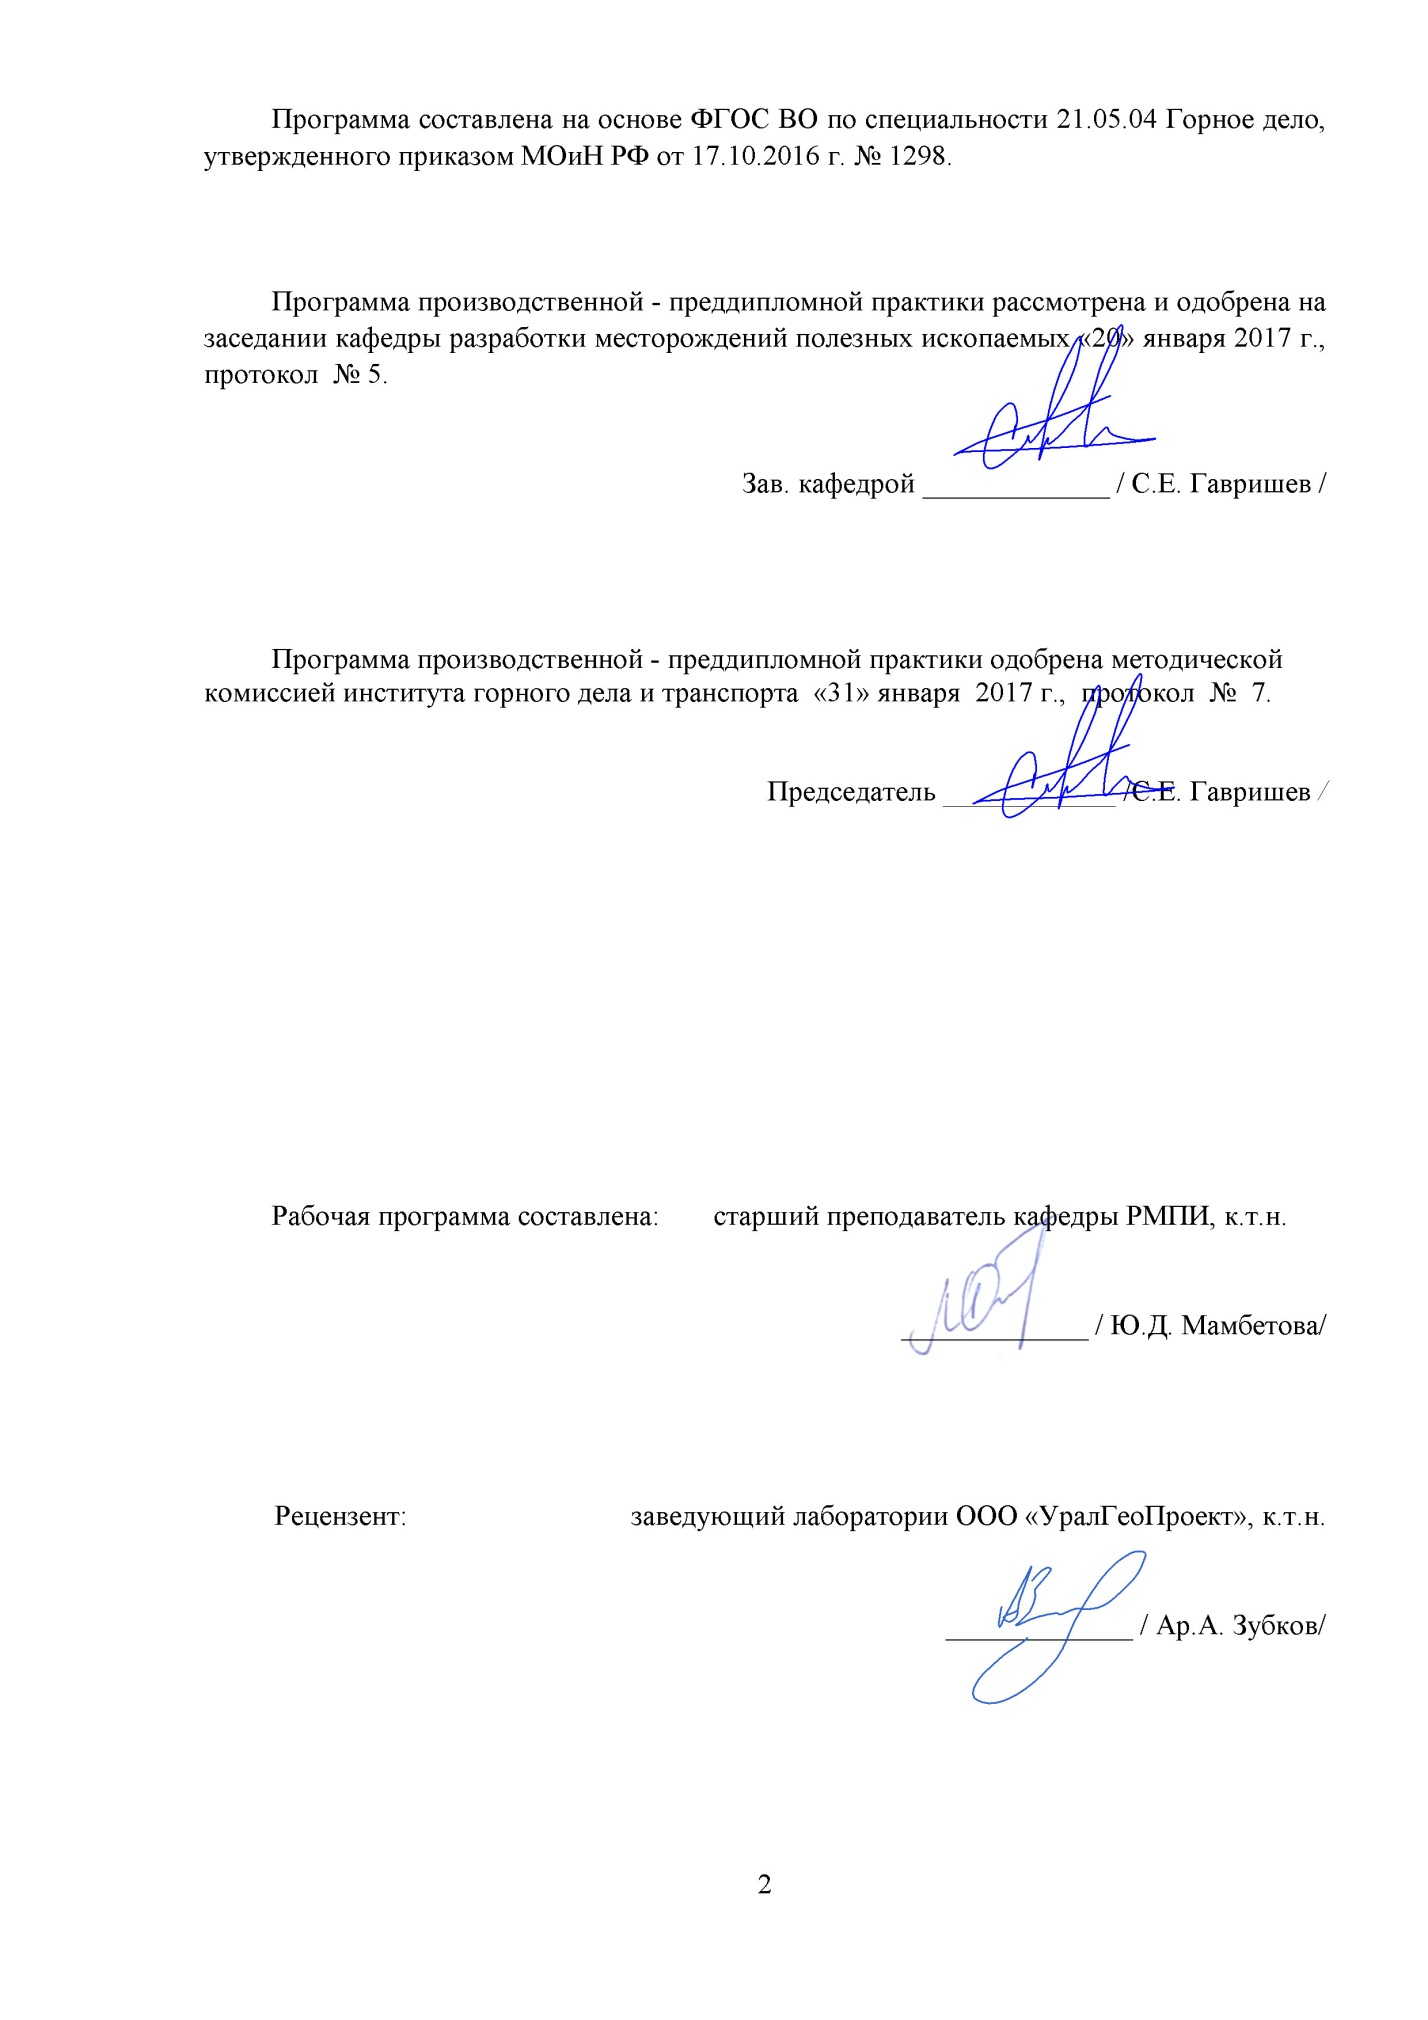 Программа составлена на основе ФГОС ВО по специальности 21.05.04 Горное дело,
утвержденного приказом МОиН РФ от 17.10.2016 г. № 1298.
Программа производственной - преддипломной практики рассмотрена и одобрена на
заседании кафедры разработки месторождений полезных ископаемых «20» января 2017 г.,
протокол № 5.
Зав. кафедрой _____________ / С.Е. Гавришев /
Программа производственной - преддипломной практики одобрена методической
комиссией института горного дела и транспорта «31» января 2017 г., протокол № 7.
Председатель ____________ /С.Е. Гавришев /
Рабочая программа составлена: старший преподаватель кафедры РМПИ, к.т.н.
_____________ / Ю.Д. Мамбетова/
Рецензент: заведующий лаборатории ООО «УралГеоПроект», к.т.н.
_____________ / Ар.А. Зубков/
2